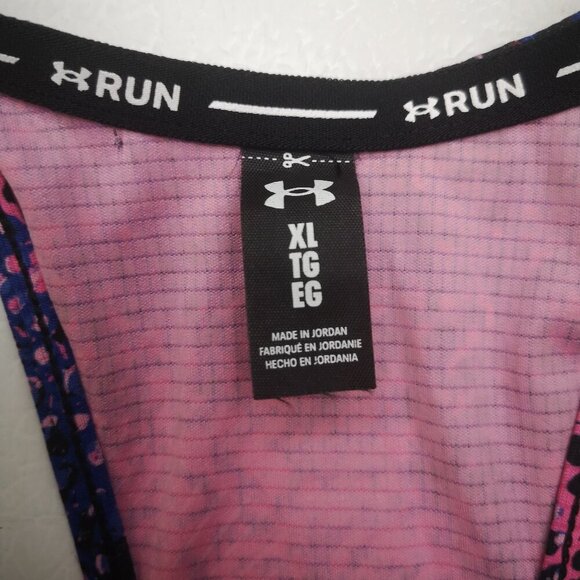 RUN RUN
XL
TG
EG
MADE IN JORDAN
FABRIQUÉ EN JORDANIE
HECHO EN JORDANIA